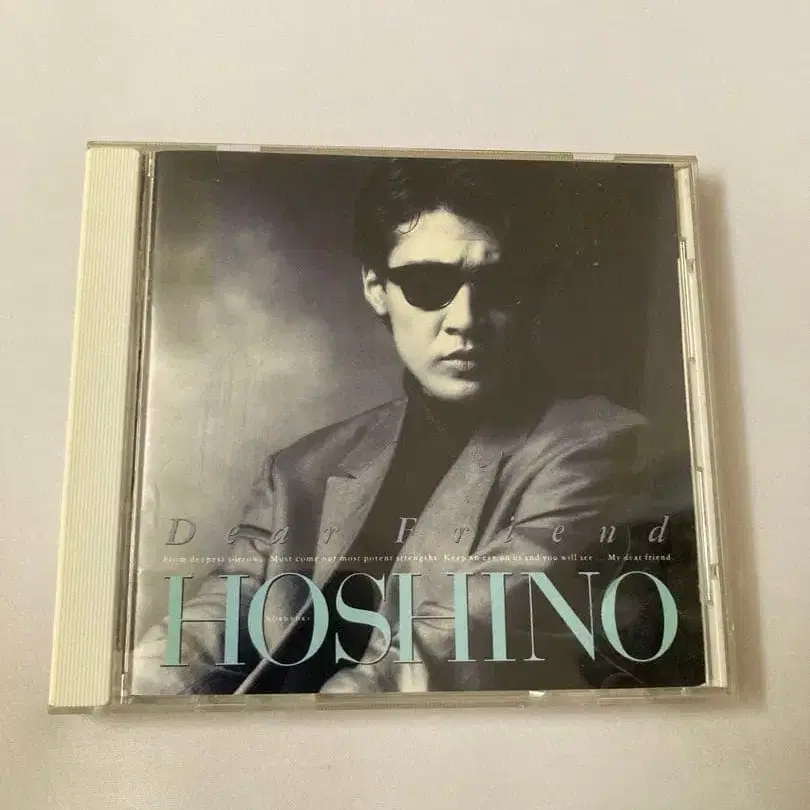 Dear Friend
From deepest sorrows. Must come our most potent strengths. Keep an eye on us and you will see ... My dear friend.
HOSHINO